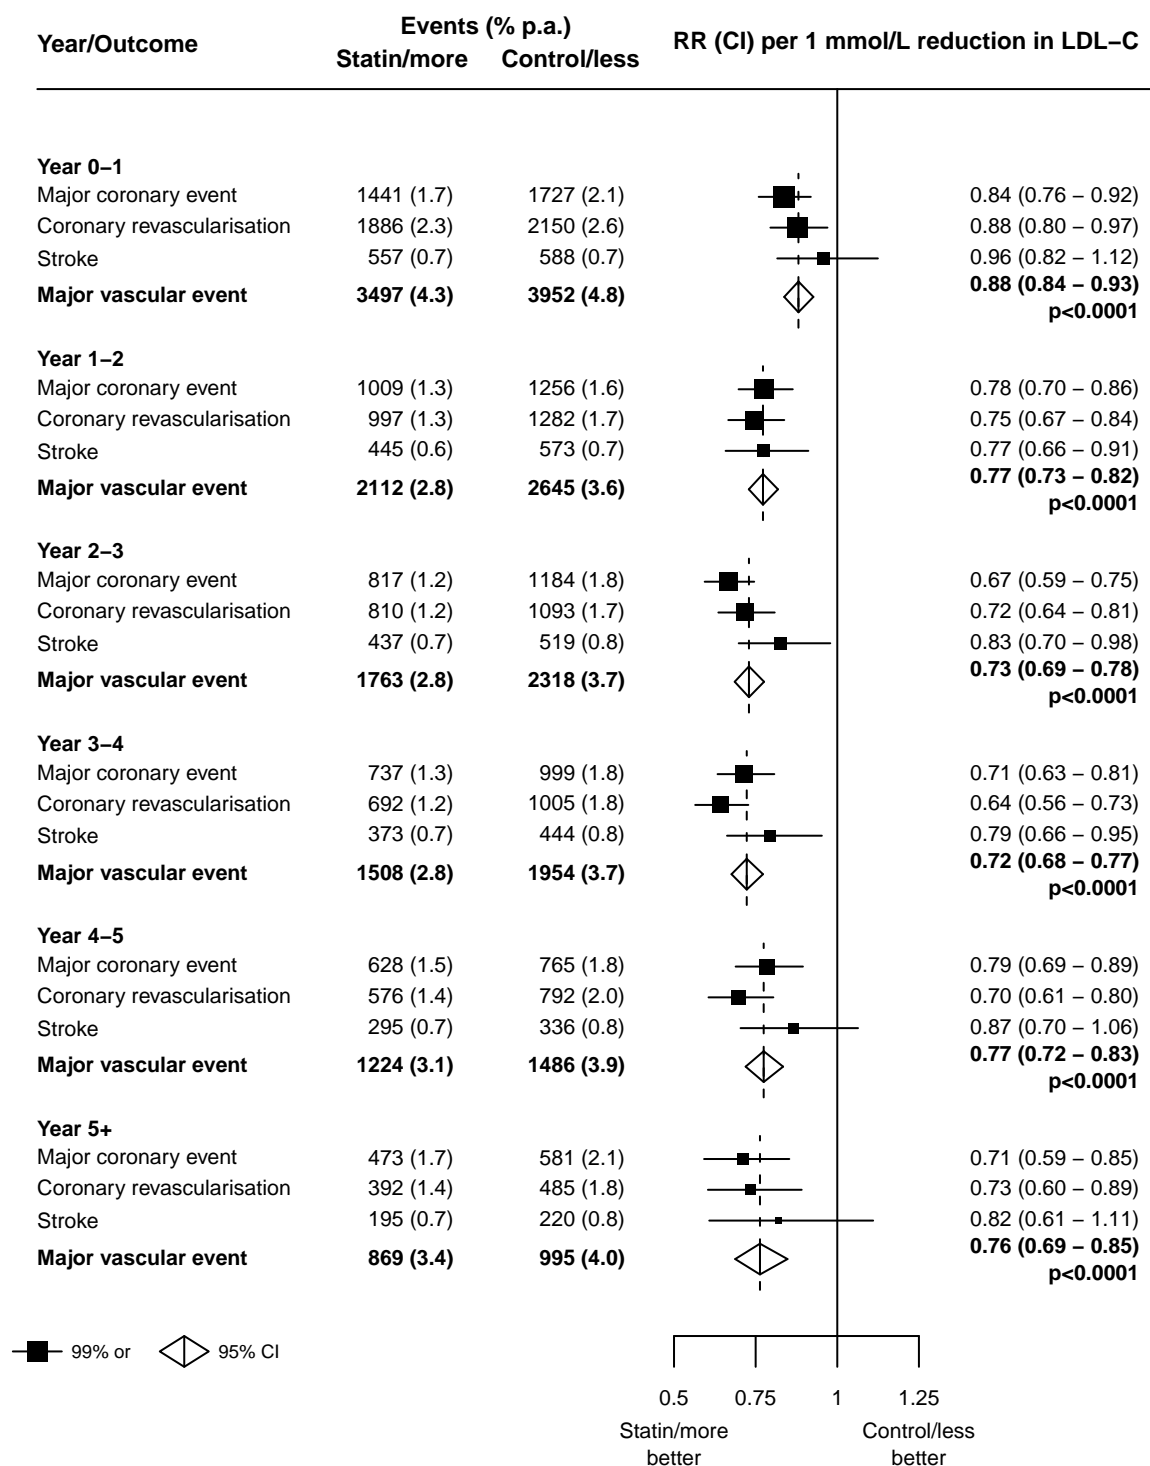 Year/Outcome Events (% p.a.) RR (CI) per 1 mmol/L reduction in LDL−C
Statin/more Control/less
Year 0−1
Major coronary event 1441 (1.7) 1727 (2.1) 0.84 (0.76 − 0.92)
Coronary revascularisation 1886 (2.3) 2150 (2.6) 0.88 (0.80 − 0.97)
Stroke 557 (0.7) 588 (0.7) 0.96 (0.82 − 1.12)
Major vascular event 3497 (4.3) 3952 (4.8) 0.88 (0.84 − 0.93)
p<0.0001
Year 1−2
Major coronary event 1009 (1.3) 1256 (1.6) 0.78 (0.70 − 0.86)
Coronary revascularisation 997 (1.3) 1282 (1.7) 0.75 (0.67 − 0.84)
Stroke 445 (0.6) 573 (0.7) 0.77 (0.66 − 0.91)
Major vascular event 2112 (2.8) 2645 (3.6) 0.77 (0.73 − 0.82)
p<0.0001
Year 2−3
Major coronary event 817 (1.2) 1184 (1.8) 0.67 (0.59 − 0.75)
Coronary revascularisation 810 (1.2) 1093 (1.7) 0.72 (0.64 − 0.81)
Stroke 437 (0.7) 519 (0.8) 0.83 (0.70 − 0.98)
Major vascular event 1763 (2.8) 2318 (3.7) 0.73 (0.69 − 0.78)
p<0.0001
Year 3−4
Major coronary event 737 (1.3) 999 (1.8) 0.71 (0.63 − 0.81)
Coronary revascularisation 692 (1.2) 1005 (1.8) 0.64 (0.56 − 0.73)
Stroke 373 (0.7) 444 (0.8) 0.79 (0.66 − 0.95)
Major vascular event 1508 (2.8) 1954 (3.7) 0.72 (0.68 − 0.77)
p<0.0001
Year 4−5
Major coronary event 628 (1.5) 765 (1.8) 0.79 (0.69 − 0.89)
Coronary revascularisation 576 (1.4) 792 (2.0) 0.70 (0.61 − 0.80)
Stroke 295 (0.7) 336 (0.8) 0.87 (0.70 − 1.06)
Major vascular event 1224 (3.1) 1486 (3.9) 0.77 (0.72 − 0.83)
p<0.0001
Year 5+
Major coronary event 473 (1.7) 581 (2.1) 0.71 (0.59 − 0.85)
Coronary revascularisation 392 (1.4) 485 (1.8) 0.73 (0.60 − 0.89)
Stroke 195 (0.7) 220 (0.8) 0.82 (0.61 − 1.11)
Major vascular event 869 (3.4) 995 (4.0) 0.76 (0.69 − 0.85)
p<0.0001
99% or 95% CI
0.5 0.75 1 1.25
Statin/more Control/less
better better